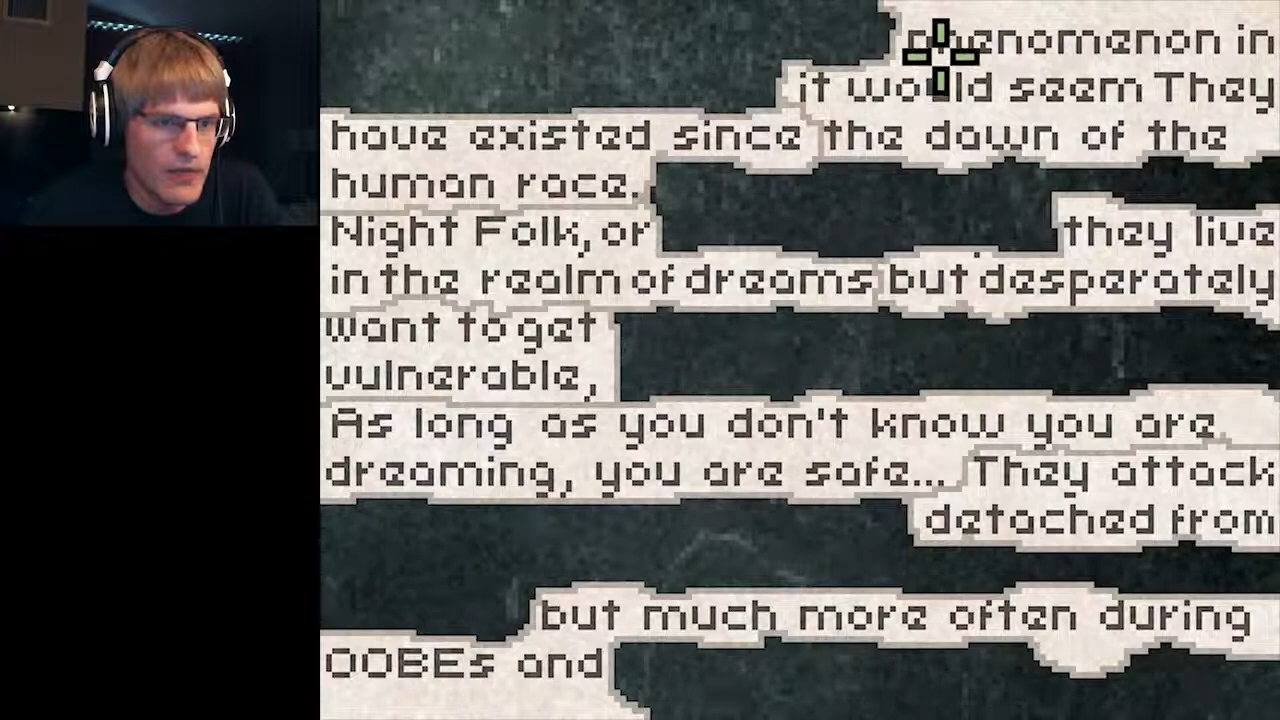 phenomenon in
it would seem They
have existed since the dawn of the
human race.
Night Folk, or they live
in the realm of dreams but desperately
want to get
vulnerable,
As long as you don't know you are
dreaming, you are safe... They attack
detached from
but much more often during
OOBEs and